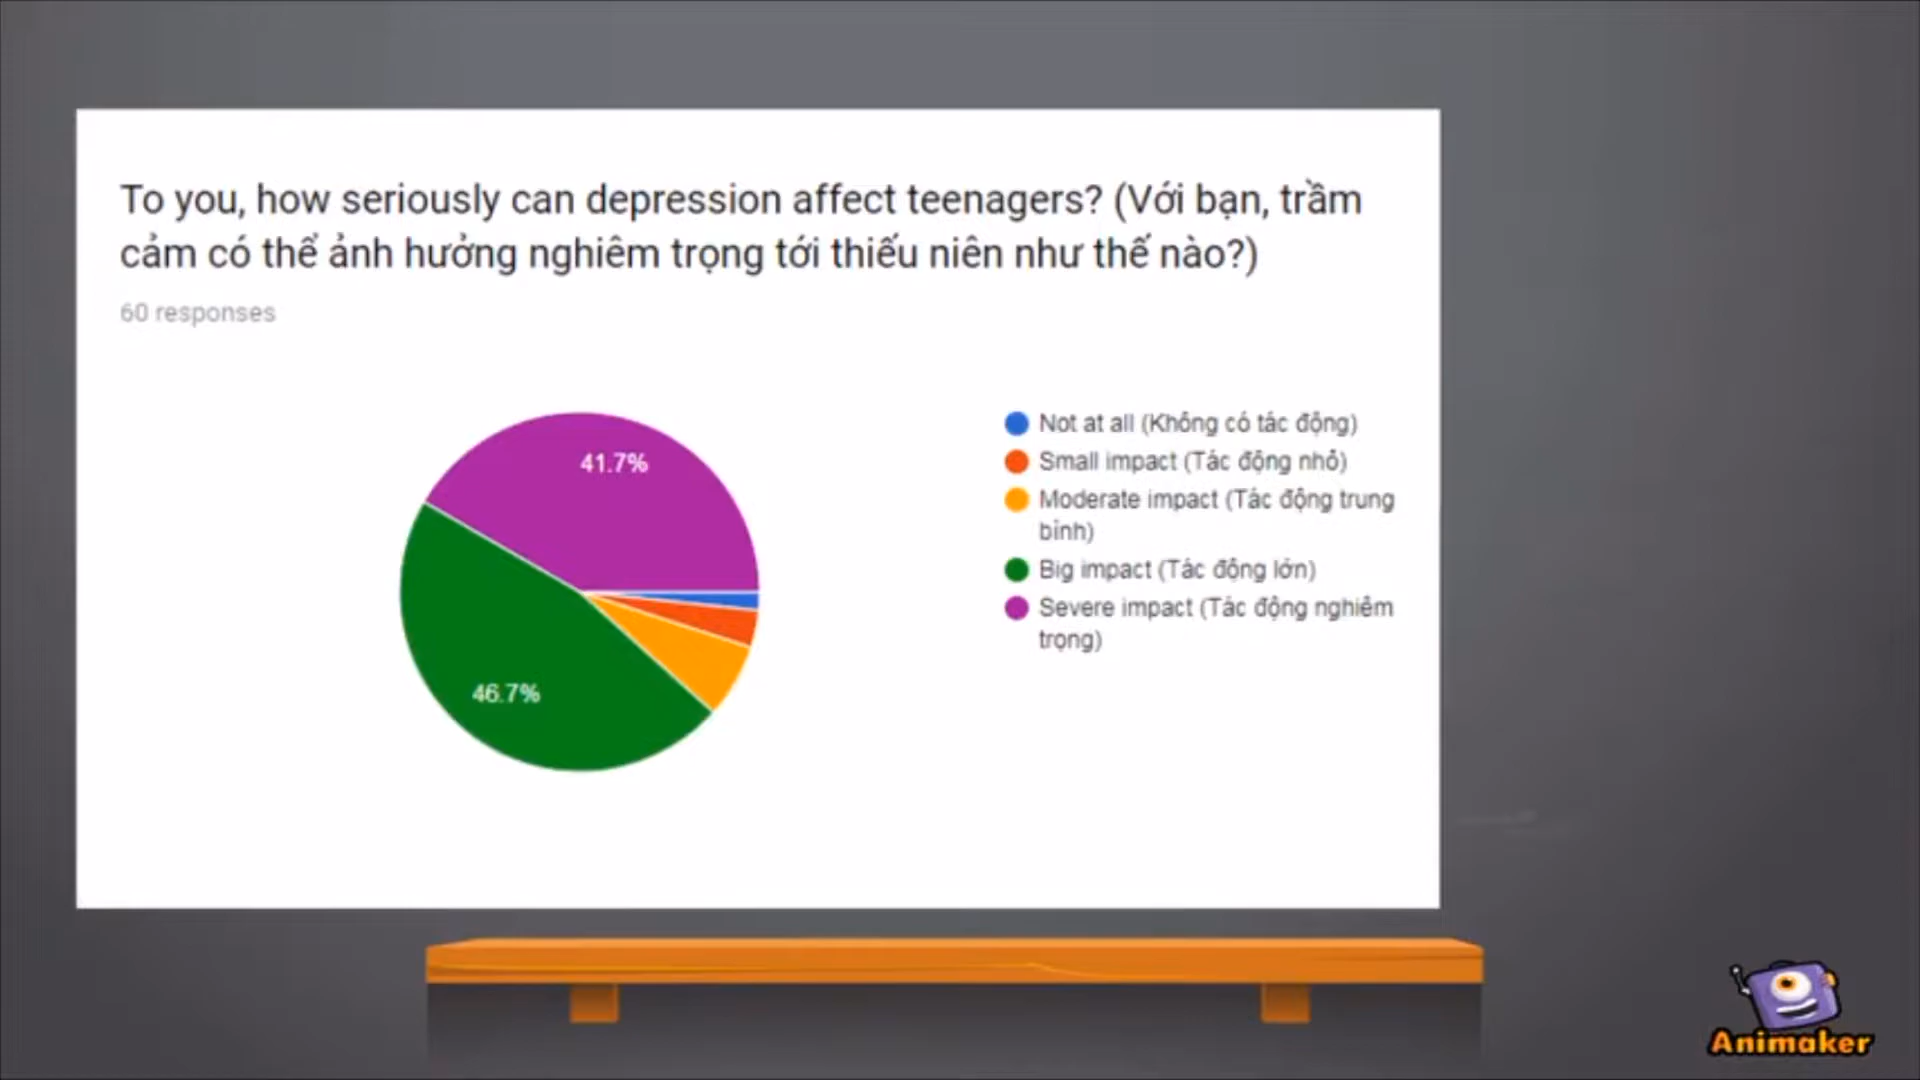 To you, how seriously can depression affect teenagers? (Với bạn, trầm
cảm có thể ảnh hưởng nghiêm trọng tới thiếu niên như thế nào?)
60 responses
41.7%
46.7%
Not at all (Không có tác động)
Small impact (Tác động nhỏ)
Moderate impact (Tác động trung
bình)
Big impact (Tác động lớn)
Severe impact (Tác động nghiêm
trọng)
Animaker